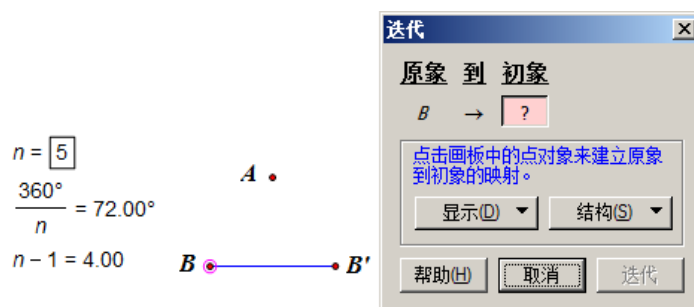 n = 5
360°
n
= 72.00°
n − 1 = 4.00
A
B
B'
迭代
原象 到 初象
B → ?
点击画板中的点对象来建立原象
到初象的映射。
显示(D) 结构(S)
帮助(H) 取消 迭代